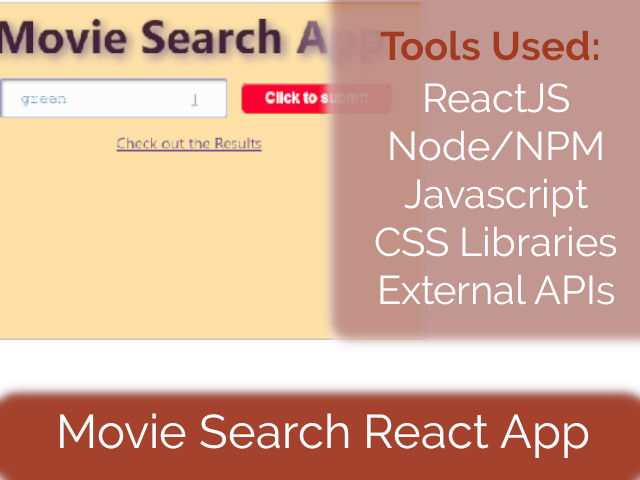 Movie Search App
green
Click to submit
Check out the Results
Tools Used:
ReactJS
Node/NPM
Javascript
CSS Libraries
External APIs
Movie Search React App